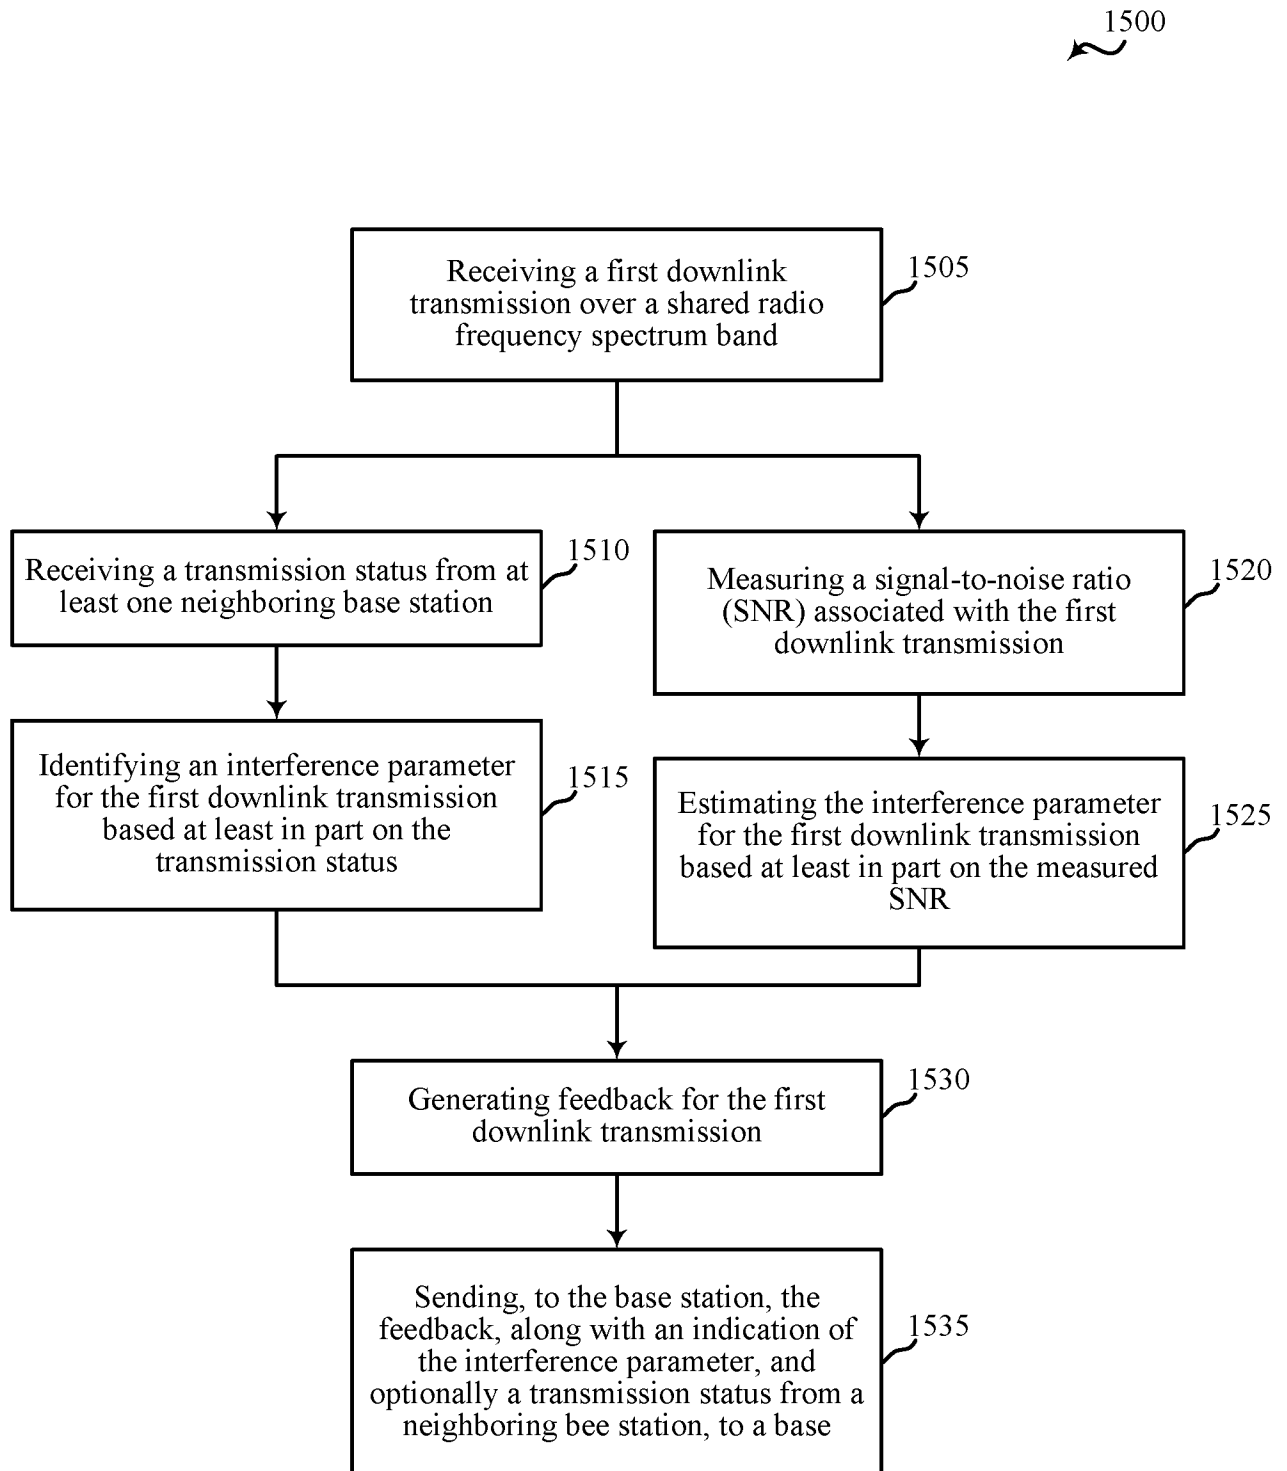 1500
Receiving a first downlink
transmission over a shared radio
frequency spectrum band
1505
Receiving a transmission status from at
least one neighboring base station
1510
Identifying an interference parameter
for the first downlink transmission
based at least in part on the
transmission status
1515
Measuring a signal-to-noise ratio
(SNR) associated with the first
downlink transmission
1520
Estimating the interference parameter
for the first downlink transmission
based at least in part on the measured
SNR
1525
Generating feedback for the first
downlink transmission
1530
Sending, to the base station, the
feedback, along with an indication of
the interference parameter, and
optionally a transmission status from a
neighboring bee station, to a base
1535